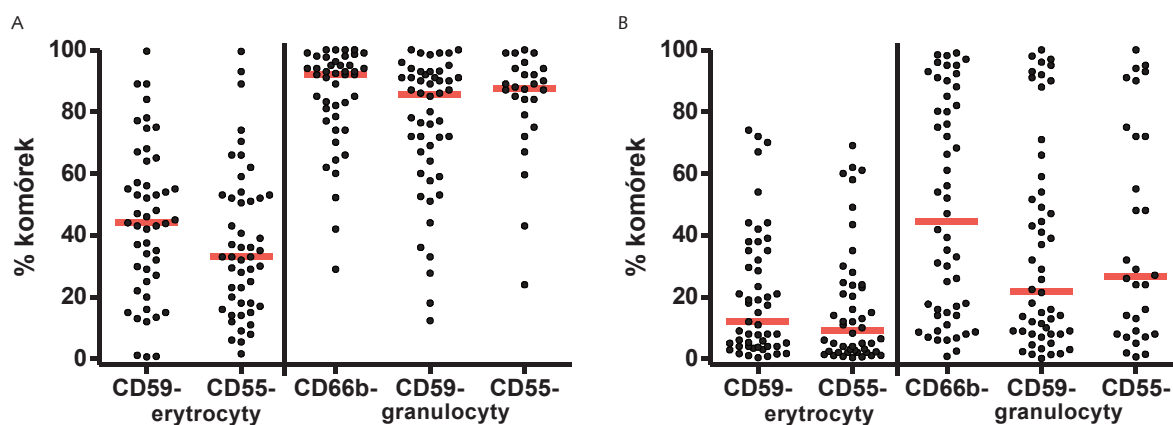 A
% komórek
100
80
60
40
20
0
CD59- CD55- CD66b- CD59- CD55-
erytrocyty granulocyty
B
% komórek
100
80
60
40
20
0
CD59- CD55- CD66b- CD59- CD55-
erytrocyty granulocyty